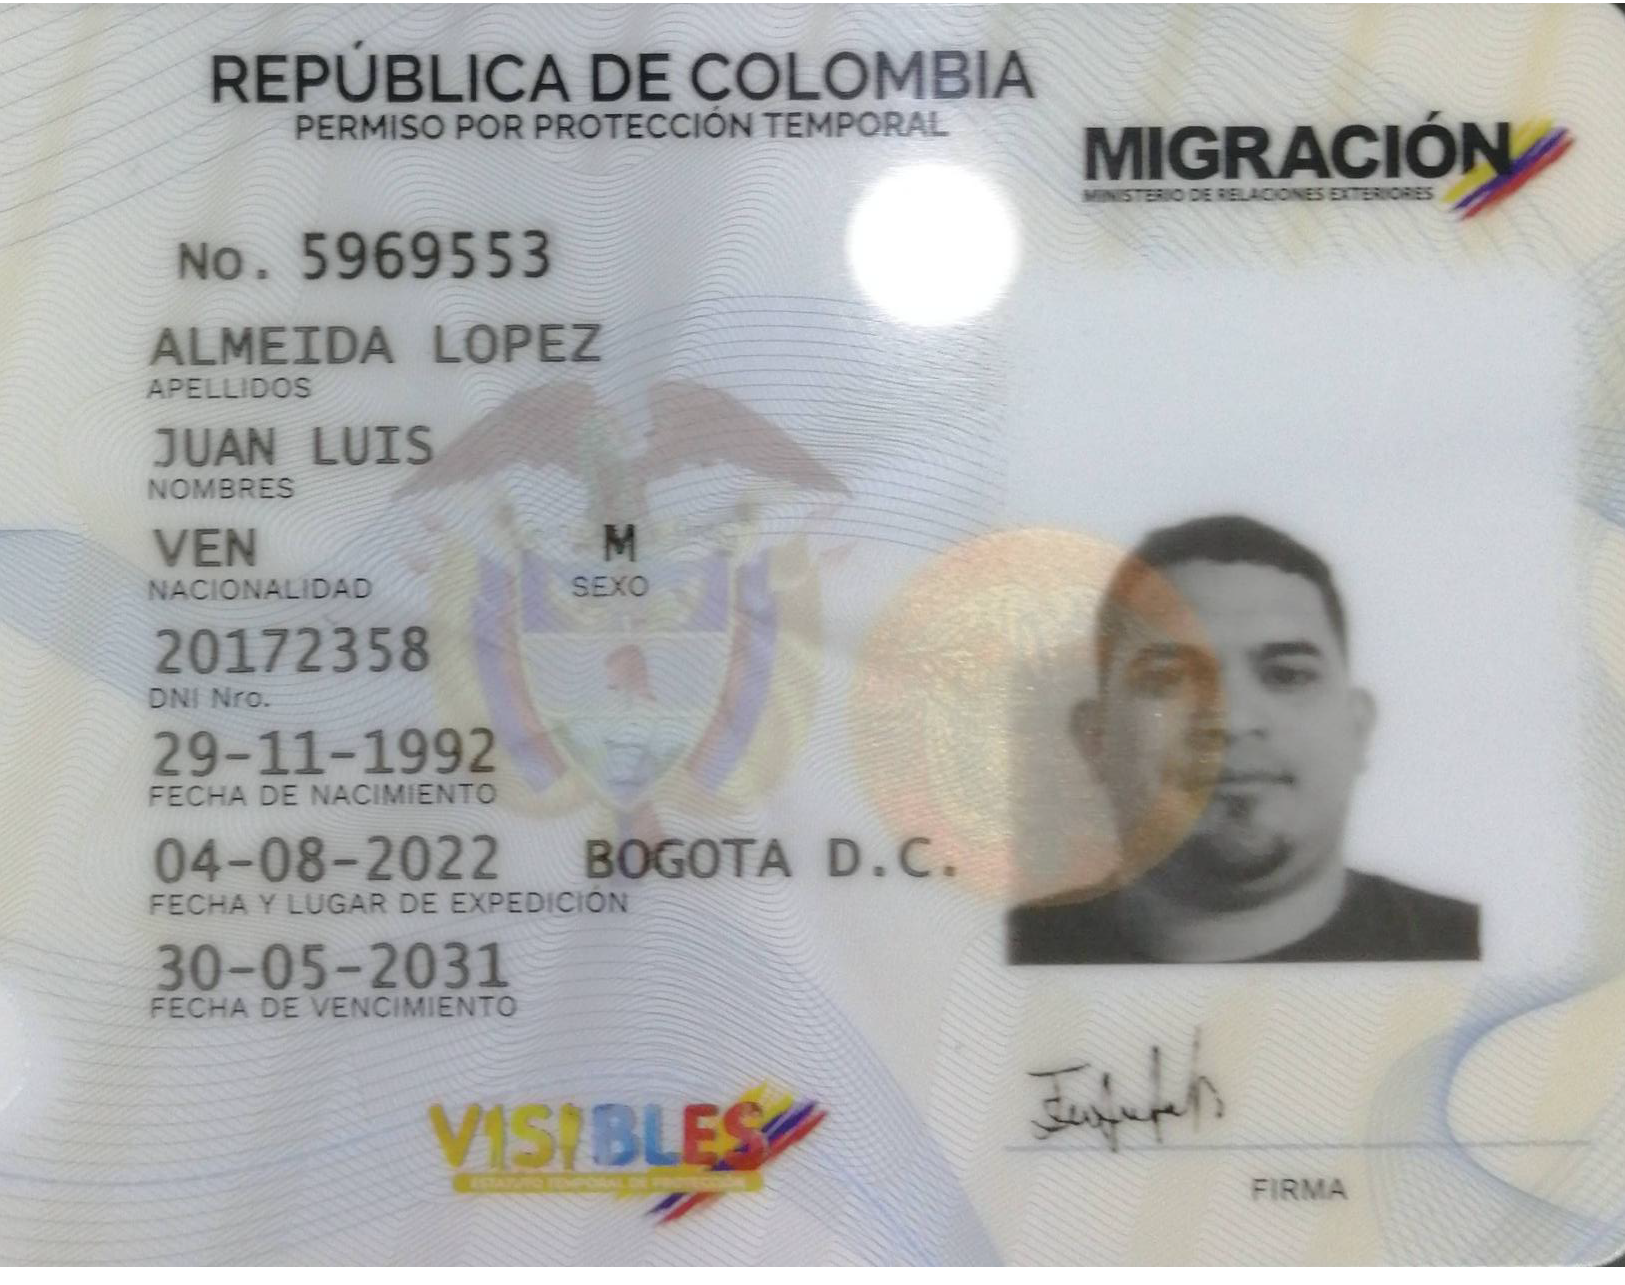 REPÚBLICA DE COLOMBIA
PERMISO POR PROTECCIÓN TEMPORAL
MIGRACIÓN
MINISTERIO DE RELACIONES EXTERIORES
No. 5969553
ALMEIDA LOPEZ
APELLIDOS
JUAN LUIS
NOMBRES
VEN M
NACIONALIDAD SEXO
20172358
DNI Nro.
29-11-1992
FECHA DE NACIMIENTO
04-08-2022 BOGOTA D.C.
FECHA Y LUGAR DE EXPEDICIÓN
30-05-2031
FECHA DE VENCIMIENTO
VISIBLES
ESTATUTO TEMPORAL DE PROTECCIÓN
FIRMA